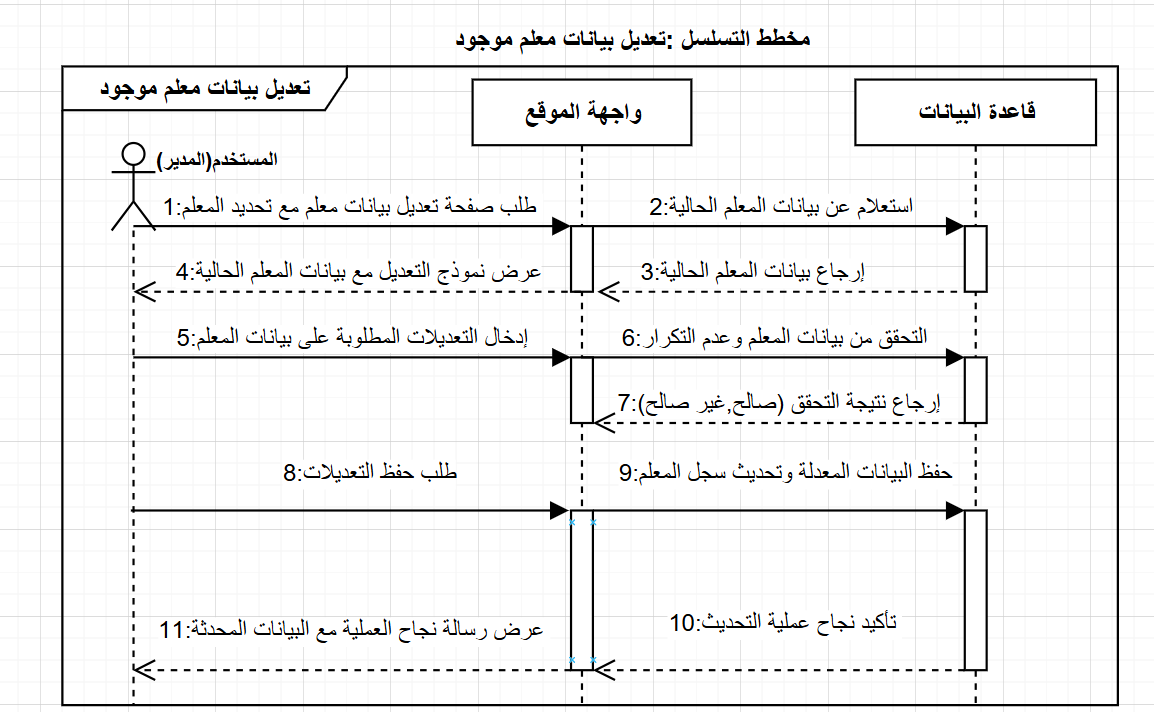 مخطط التسلسل :تعديل بيانات معلم موجود
تعديل بيانات معلم موجود
واجهة الموقع
قاعدة البيانات
المستخدم(المدير)
1:طلب صفحة تعديل بيانات معلم مع تحديد المعلم
2:استعلام عن بيانات المعلم الحالية
3:إرجاع بيانات المعلم الحالية
4:عرض نموذج التعديل مع بيانات المعلم الحالية
5:إدخال التعديلات المطلوبة على بيانات المعلم
6:التحقق من بيانات المعلم وعدم التكرار
7:إرجاع نتيجة التحقق (صالح,غير صالح)
8:طلب حفظ التعديلات
9:حفظ البيانات المعدلة وتحديث سجل المعلم
10:تأكيد نجاح عملية التحديث
11:عرض رسالة نجاح العملية مع البيانات المحدثة